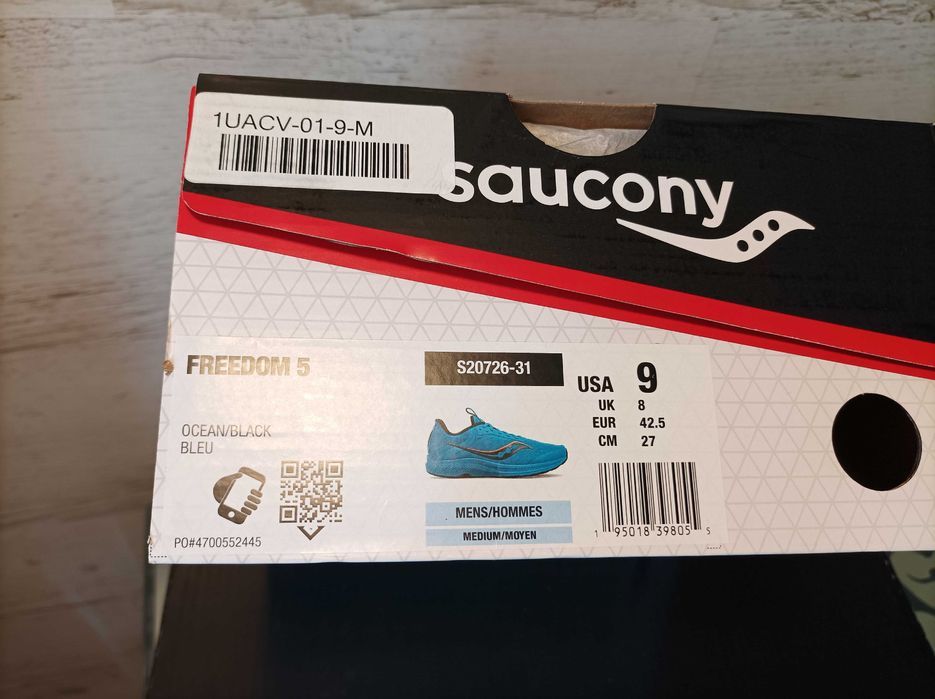 1UACV-01-9-M
saucony
FREEDOM 5
OCEAN/BLACK
BLEU
PO#4700552445
S20726-31
MENS/HOMMES
MEDIUM/MOYEN
USA 9
UK 8
EUR 42.5
CM 27
1 95018 39805 5